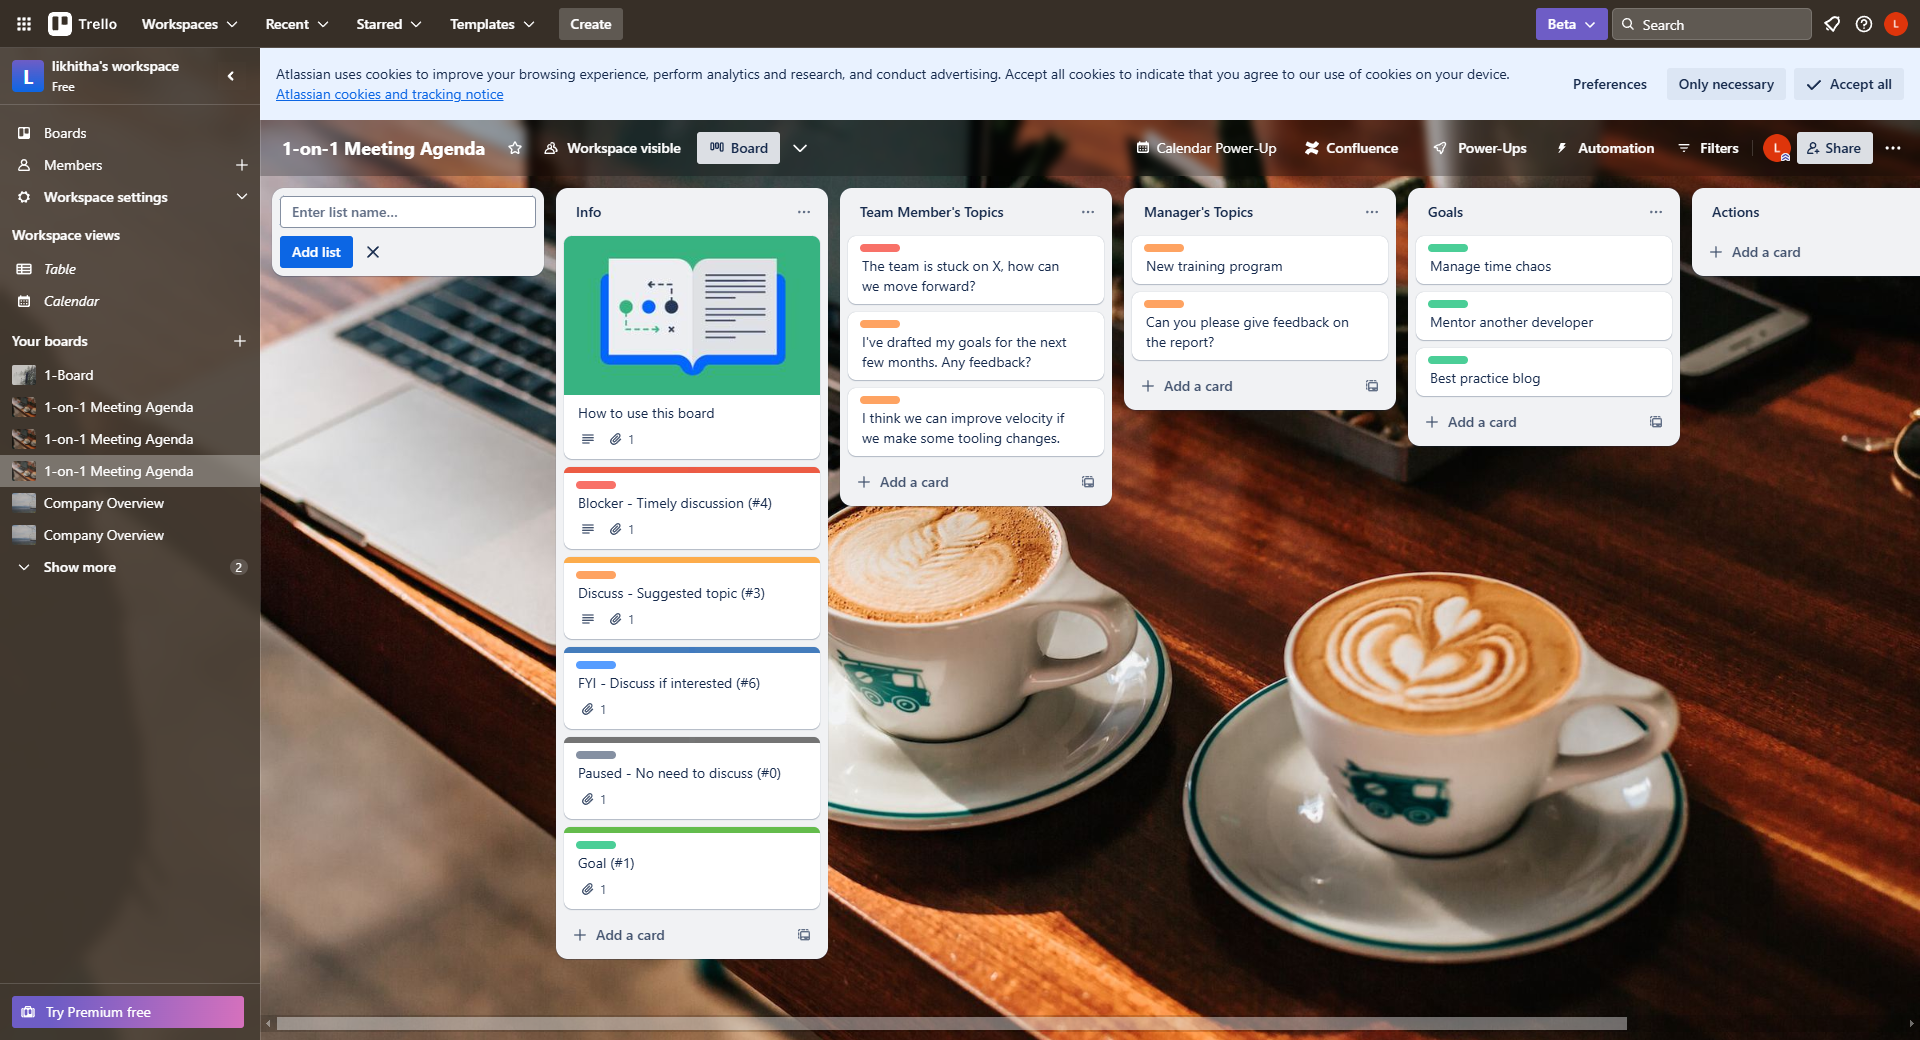 Trello
Workspaces
Recent
Starred
Templates
Create
Beta
Search
L
L
likhitha's workspace
Free
Atlassian uses cookies to improve your browsing experience, perform analytics and research, and conduct advertising. Accept all cookies to indicate that you agree to our use of cookies on your device.
Atlassian cookies and tracking notice
Preferences
Only necessary
Accept all
Boards
Members
Workspace settings
Workspace views
Table
Calendar
Your boards
1-Board
1-on-1 Meeting Agenda
1-on-1 Meeting Agenda
1-on-1 Meeting Agenda
Company Overview
Company Overview
Show more
2
Try Premium free
1-on-1 Meeting Agenda
Workspace visible
Board
Calendar Power-Up
Confluence
Power-Ups
Automation
Filters
L
Share
Enter list name...
Add list
Info
How to use this board
1
Blocker - Timely discussion (#4)
1
Discuss - Suggested topic (#3)
1
FYI - Discuss if interested (#6)
1
Paused - No need to discuss (#0)
1
Goal (#1)
1
Add a card
Team Member's Topics
The team is stuck on X, how can
we move forward?
I've drafted my goals for the next
few months. Any feedback?
I think we can improve velocity if
we make some tooling changes.
Add a card
Manager's Topics
New training program
Can you please give feedback on
the report?
Add a card
Goals
Manage time chaos
Mentor another developer
Best practice blog
Add a card
Actions
Add a card